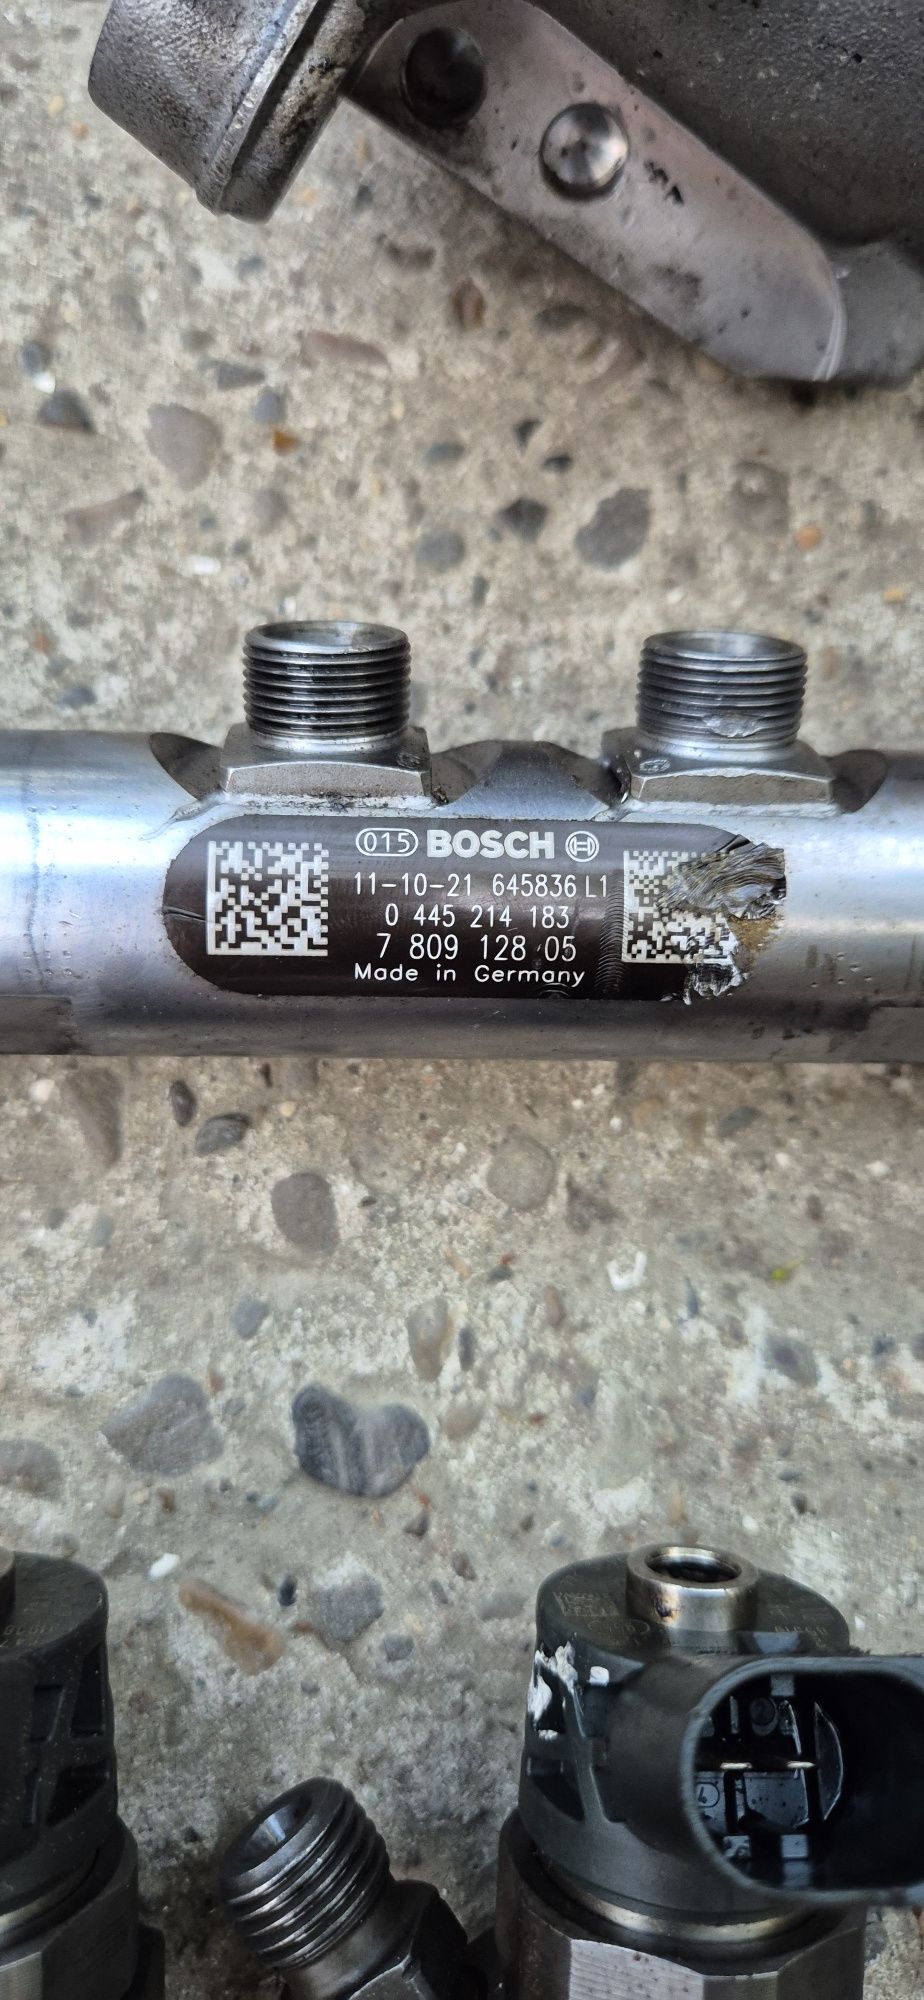 015 BOSCH
11-10-21 645836 L1
0 445 214 183
7 809 128 05
Made in Germany